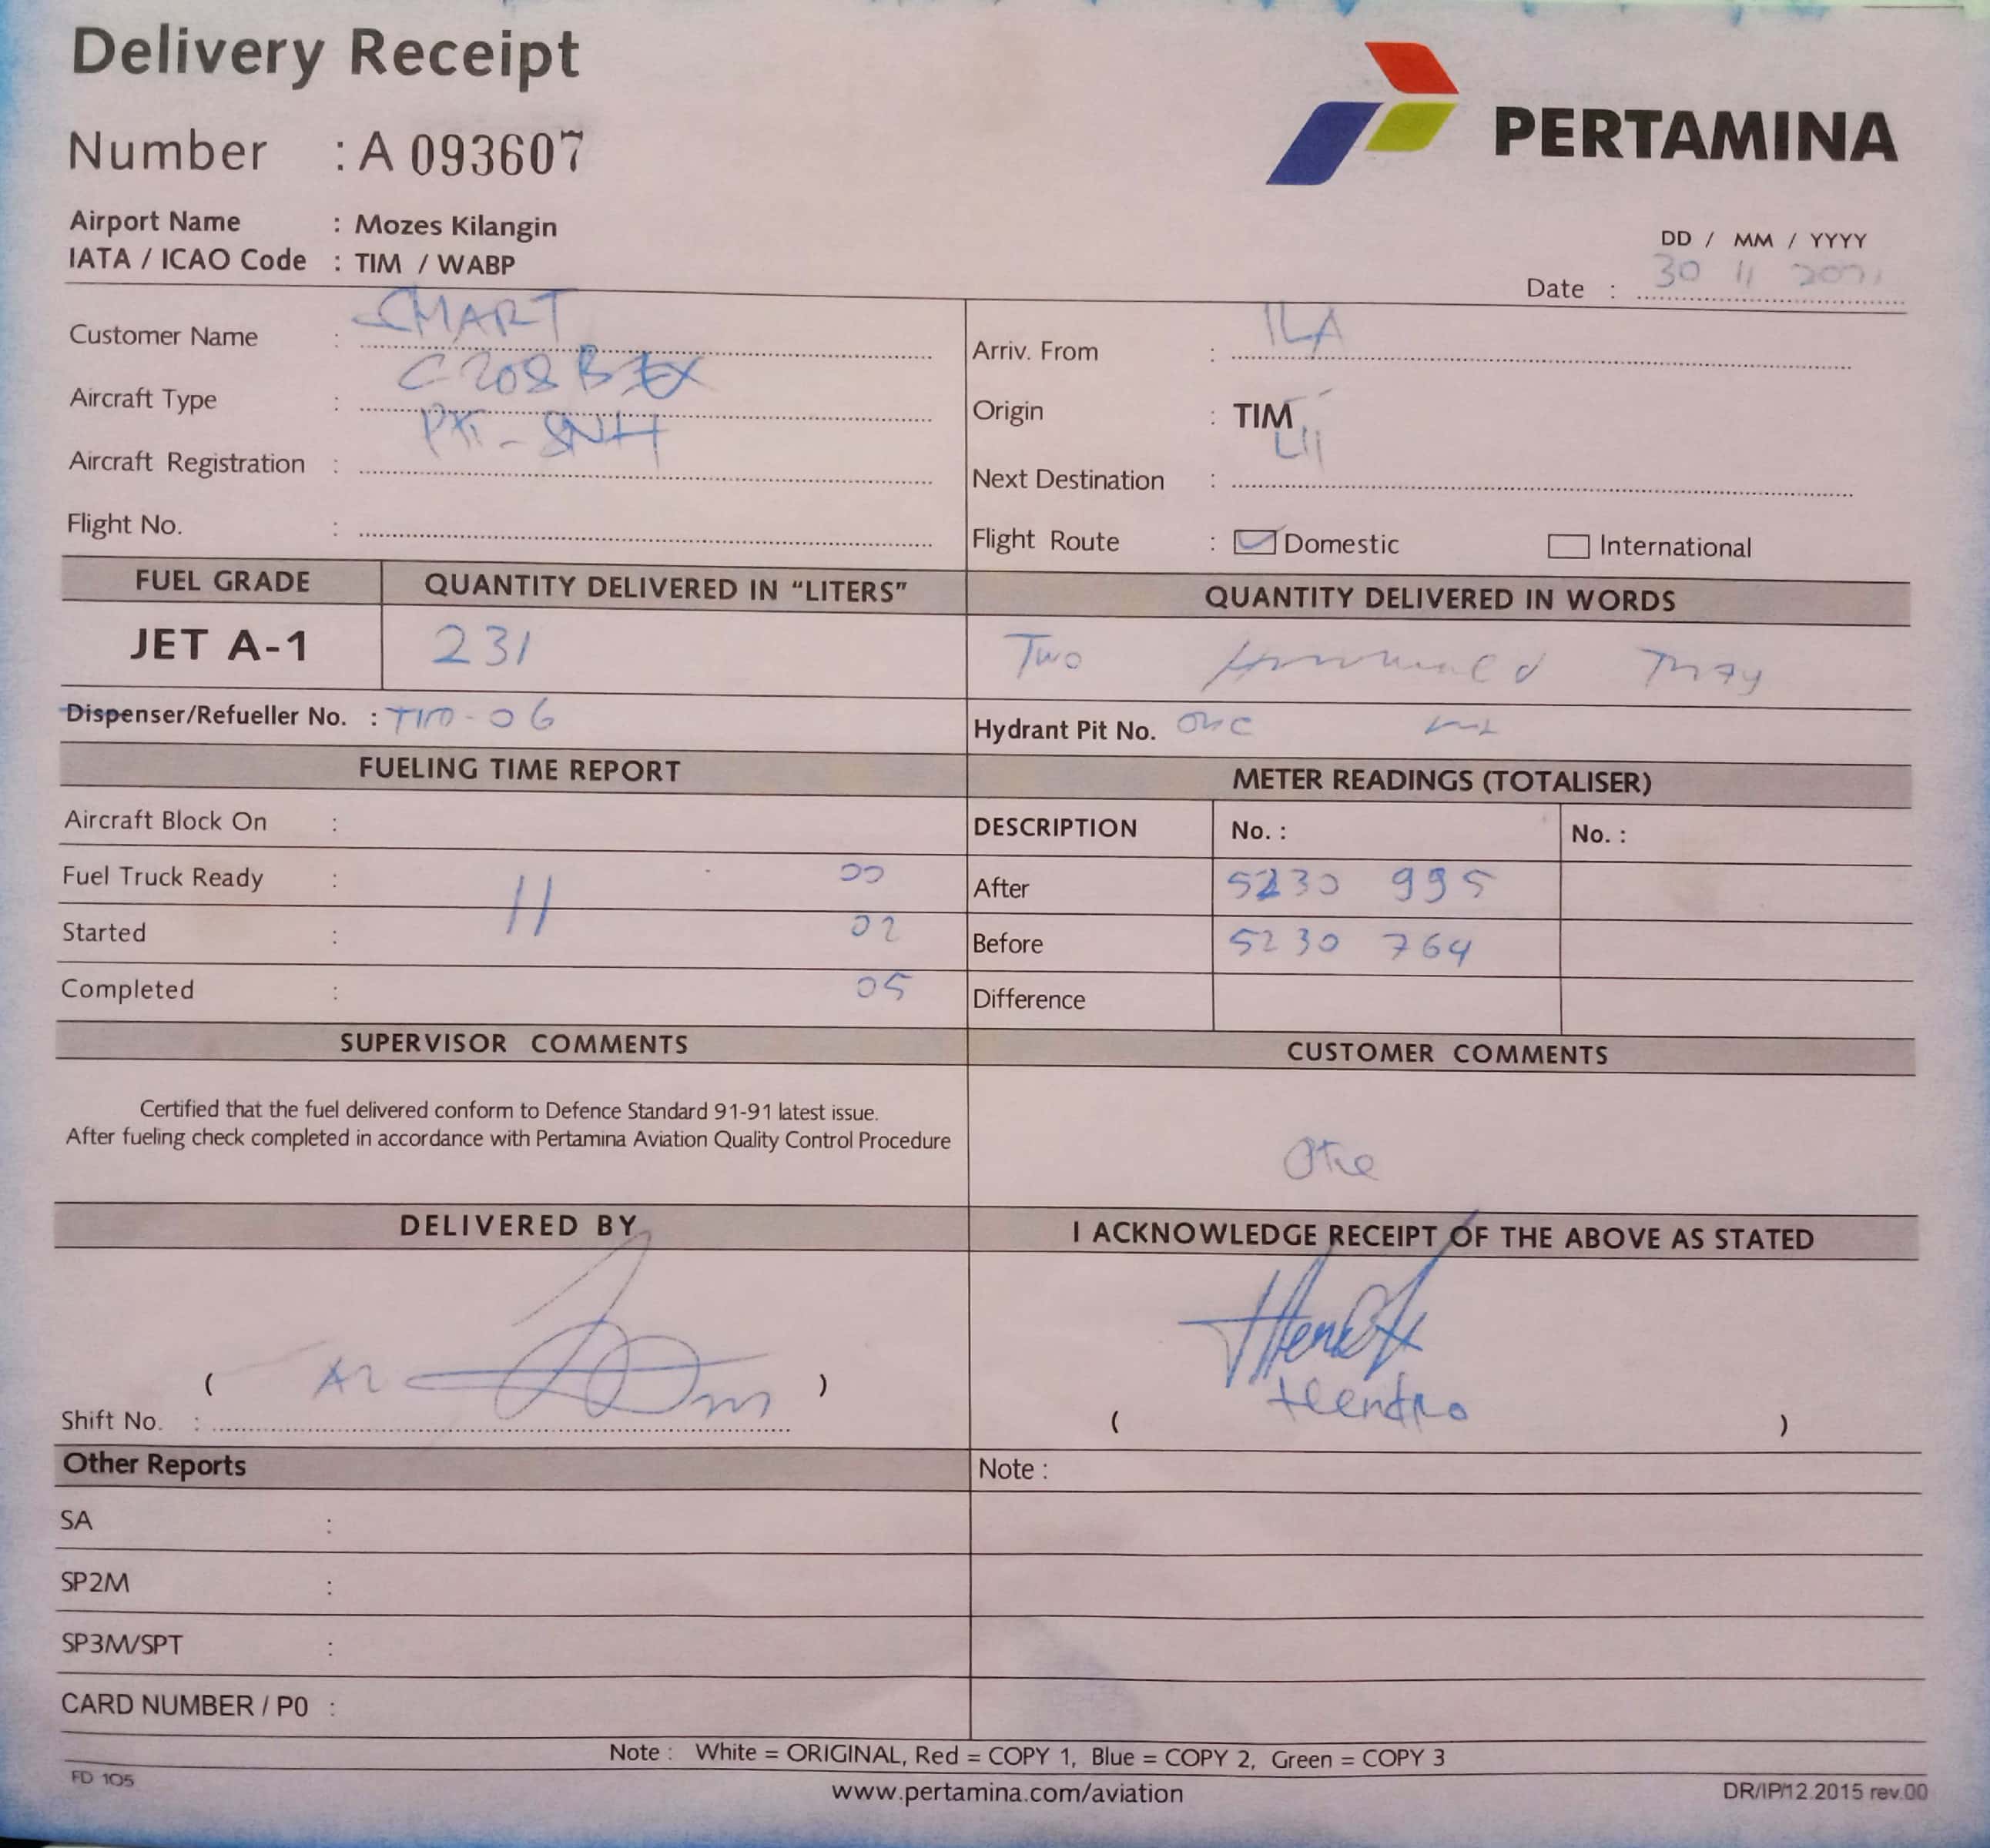 Delivery Receipt
Number : A 093607
PERTAMINA
Airport Name : Mozes Kilangin
IATA / ICAO Code : TIM / WABP
DD / MM / YYYY
Date : 30 11
Customer Name : SMART
Aircraft Type : C208B EX
Aircraft Registration : PK-SNH
Flight No. :
Arriv. From : ILA
Origin : TIM
Next Destination :
Flight Route : Domestic International
FUEL GRADE QUANTITY DELIVERED IN "LITERS" QUANTITY DELIVERED IN WORDS
JET A-1 231 Two Hundred
Dispenser/Refueller No. : TIM-06 Hydrant Pit No. one
FUELING TIME REPORT
Aircraft Block On :
Fuel Truck Ready : 11 00
Started : 02
Completed : 05
METER READINGS (TOTALISER)
DESCRIPTION No. : No. :
After 5230 995
Before 5230 764
Difference
SUPERVISOR COMMENTS
Certified that the fuel delivered conform to Defence Standard 91-91 latest issue.
After fueling check completed in accordance with Pertamina Aviation Quality Control Procedure
CUSTOMER COMMENTS
Oke
DELIVERED BY
( )
Shift No. :
I ACKNOWLEDGE RECEIPT OF THE ABOVE AS STATED
( Hendro )
Other Reports
SA :
SP2M :
SP3M/SPT :
CARD NUMBER / P0 :
Note :
Note : White = ORIGINAL, Red = COPY 1, Blue = COPY 2, Green = COPY 3
FD 105
www.pertamina.com/aviation
DR/IP/12.2015 rev.00